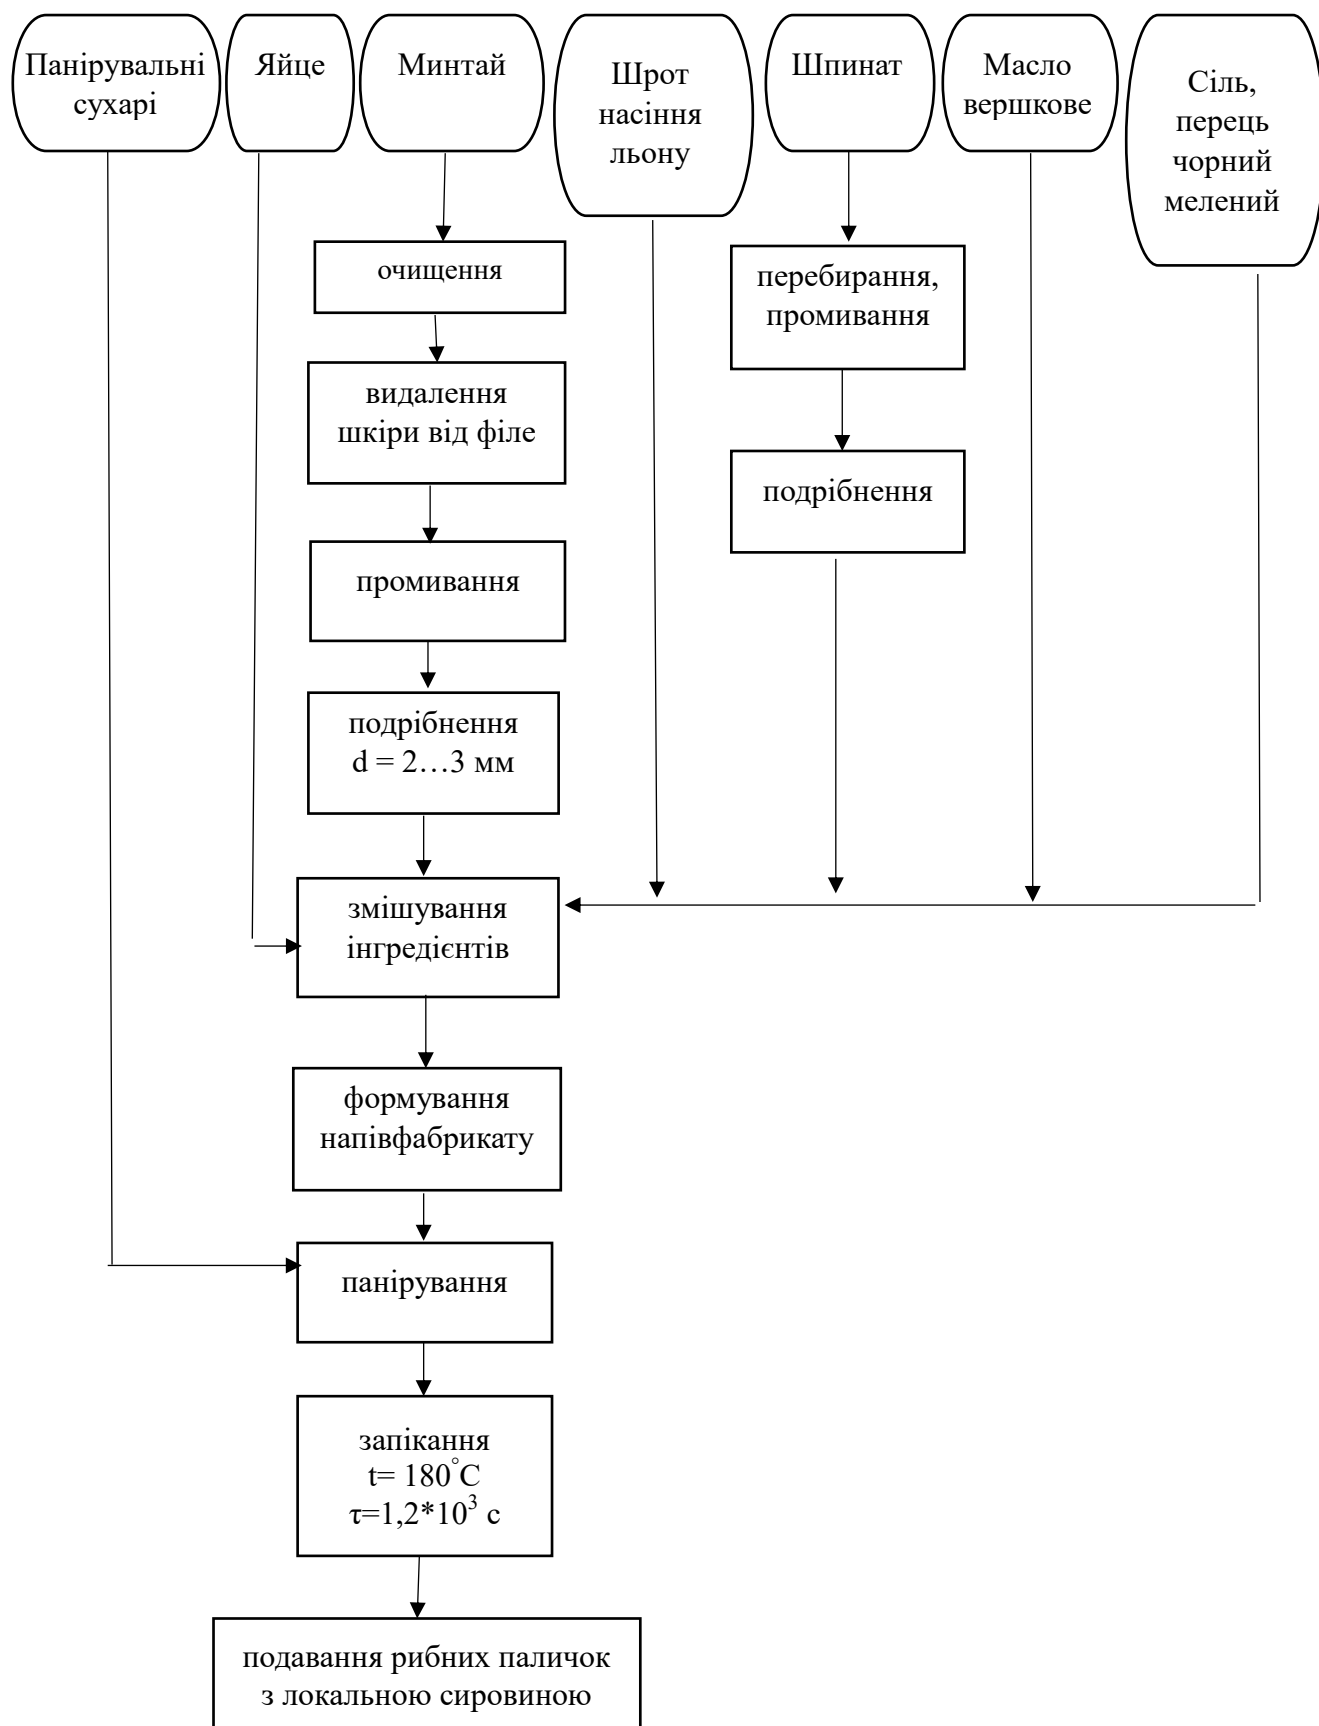 Панірувальні
сухарі
Яйце
Минтай
Шрот
насіння
льону
Шпинат
Масло
вершкове
Сіль,
перець
чорний
мелений
очищення
перебирання,
промивання
видалення
шкіри від філе
подрібнення
промивання
подрібнення
d = 2…3 мм
змішування
інгредієнтів
формування
напівфабрикату
панірування
запікання
t= 180°С
τ=1,2*10³ с
подавання рибних паличок
з локальною сировиною